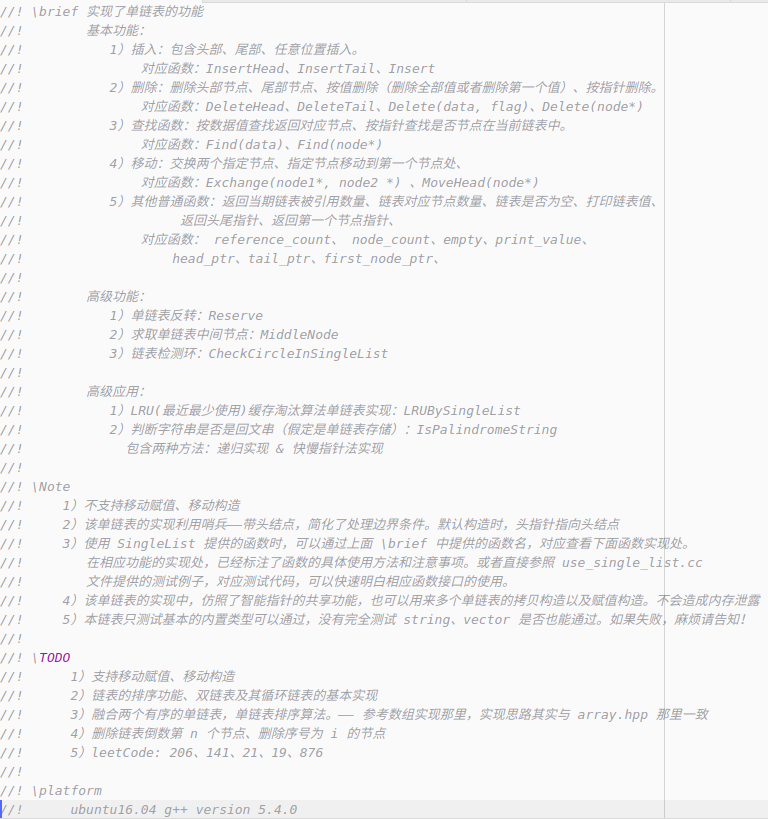 //! \brief 实现了单链表的功能
//!        基本功能：
//!           1）插入：包含头部、尾部、任意位置插入。
//!               对应函数：InsertHead、InsertTail、Insert
//!           2）删除：删除头部节点、尾部节点、按值删除（删除全部值或者删除第一个值）、按指针删除。
//!               对应函数：DeleteHead、DeleteTail、Delete(data, flag)、Delete(node*)
//!           3）查找函数：按数据值查找返回对应节点、按指针查找是否节点在当前链表中。
//!               对应函数：Find(data)、Find(node*)
//!           4）移动：交换两个指定节点、指定节点移动到第一个节点处、
//!               对应函数：Exchange(node1*, node2 *) 、MoveHead(node*)
//!           5）其他普通函数：返回当期链表被引用数量、链表对应节点数量、链表是否为空、打印链表值、
//!                    返回头尾指针、返回第一个节点指针、
//!               对应函数： reference_count、 node_count、empty、print_value、
//!                   head_ptr、tail_ptr、first_node_ptr、
//!
//!        高级功能：
//!           1）单链表反转：Reserve
//!           2）求取单链表中间节点：MiddleNode
//!           3）链表检测环：CheckCircleInSingleList
//!
//!        高级应用：
//!           1）LRU(最近最少使用)缓存淘汰算法单链表实现：LRUBySingleList
//!           2）判断字符串是否是回文串（假定是单链表存储）：IsPalindromeString
//!             包含两种方法：递归实现 & 快慢指针法实现
//!
//! \Note
//!     1）不支持移动赋值、移动构造
//!     2）该单链表的实现利用哨兵——带头结点，简化了处理边界条件。默认构造时，头指针指向头结点
//!     3）使用 SingleList 提供的函数时，可以通过上面 \brief 中提供的函数名，对应查看下面函数实现处。
//!        在相应功能的实现处，已经标注了函数的具体使用方法和注意事项。或者直接参照 use_single_list.cc
//!        文件提供的测试例子，对应测试代码，可以快速明白相应函数接口的使用。
//!     4）该单链表的实现中，仿照了智能指针的共享功能，也可以用来多个单链表的拷贝构造以及赋值构造。不会造成内存泄露
//!     5）本链表只测试基本的内置类型可以通过，没有完全测试 string、vector 是否也能通过。如果失败，麻烦请告知！
//!
//! \TODO
//!      1）支持移动赋值、移动构造
//!      2）链表的排序功能、双链表及其循环链表的基本实现
//!      3）融合两个有序的单链表，单链表排序算法。—— 参考数组实现那里，实现思路其实与 array.hpp 那里一致
//!      4）删除链表倒数第 n 个节点、删除序号为 i 的节点
//!      5）leetCode: 206、141、21、19、876
//!
//! \platform
//!      ubuntu16.04 g++ version 5.4.0